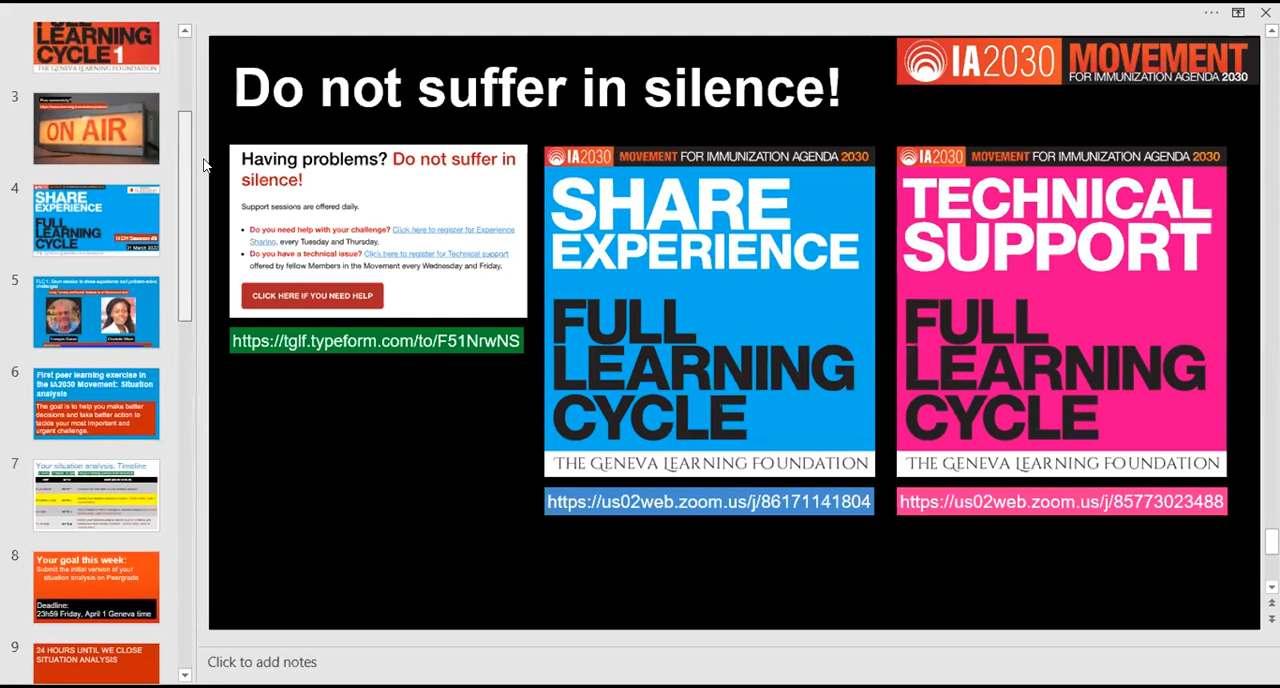 LEARNING
CYCLE1
THE GENEVA LEARNING FOUNDATION
3
ON AIR
4
SHARE
EXPERIENCE
FULL
LEARNING
CYCLE
5
6
First peer learning exercise in
the IA2030 Movement: Situation
analysis
The goal is to help you make better
decisions and take better action to
tackle your most important and
urgent challenge.
7
Your situation analysis: Timeline
8
Your goal this week:
Submit the initial version of your
situation analysis on Peergrade
Deadline:
23h59 Friday, April 1 Geneva time
9
24 HOURS UNTIL WE CLOSE
SITUATION ANALYSIS
Do not suffer in silence!
IA2030 MOVEMENT
FOR IMMUNIZATION AGENDA 2030
Having problems? Do not suffer in
silence!
Support sessions are offered daily.
• Do you need help with your challenge? Click here to register for Experience
Sharing, every Tuesday and Thursday.
• Do you have a technical issue? Click here to register for Technical support
offered by fellow Members in the Movement every Wednesday and Friday.
CLICK HERE IF YOU NEED HELP
https://tglf.typeform.com/to/F51NrwNS
IA2030 MOVEMENT FOR IMMUNIZATION AGENDA 2030
SHARE
EXPERIENCE
FULL
LEARNING
CYCLE
THE GENEVA LEARNING FOUNDATION
https://us02web.zoom.us/j/86171141804
IA2030 MOVEMENT FOR IMMUNIZATION AGENDA 2030
TECHNICAL
SUPPORT
FULL
LEARNING
CYCLE
THE GENEVA LEARNING FOUNDATION
https://us02web.zoom.us/j/85773023488
Click to add notes